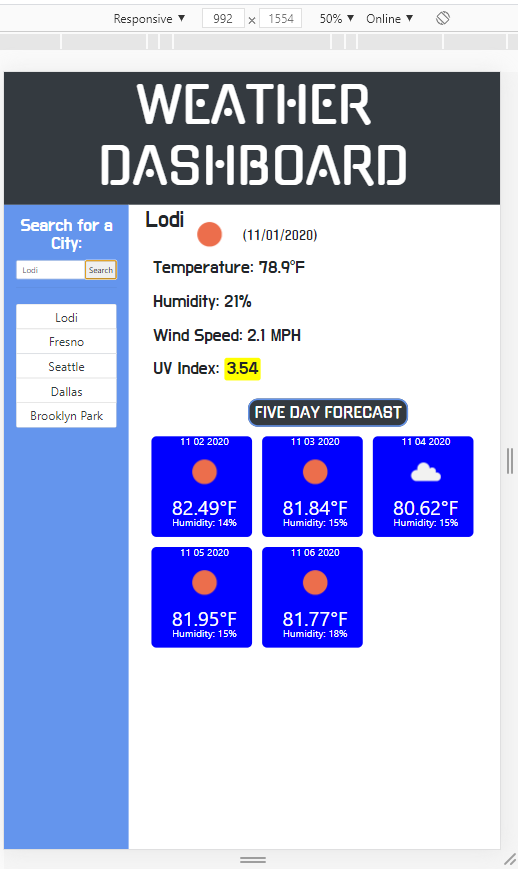 Responsive ▼ 992 × 1554 50% ▼ Online ▼
WEATHER
DASHBOARD
Search for a
City:
Lodi Search
Lodi
Fresno
Seattle
Dallas
Brooklyn Park
Lodi (11/01/2020)
Temperature: 78.9°F
Humidity: 21%
Wind Speed: 2.1 MPH
UV Index: 3.54
FIVE DAY FORECAST
11 02 2020
82.49°F
Humidity: 14%
11 03 2020
81.84°F
Humidity: 15%
11 04 2020
80.62°F
Humidity: 15%
11 05 2020
81.95°F
Humidity: 15%
11 06 2020
81.77°F
Humidity: 18%